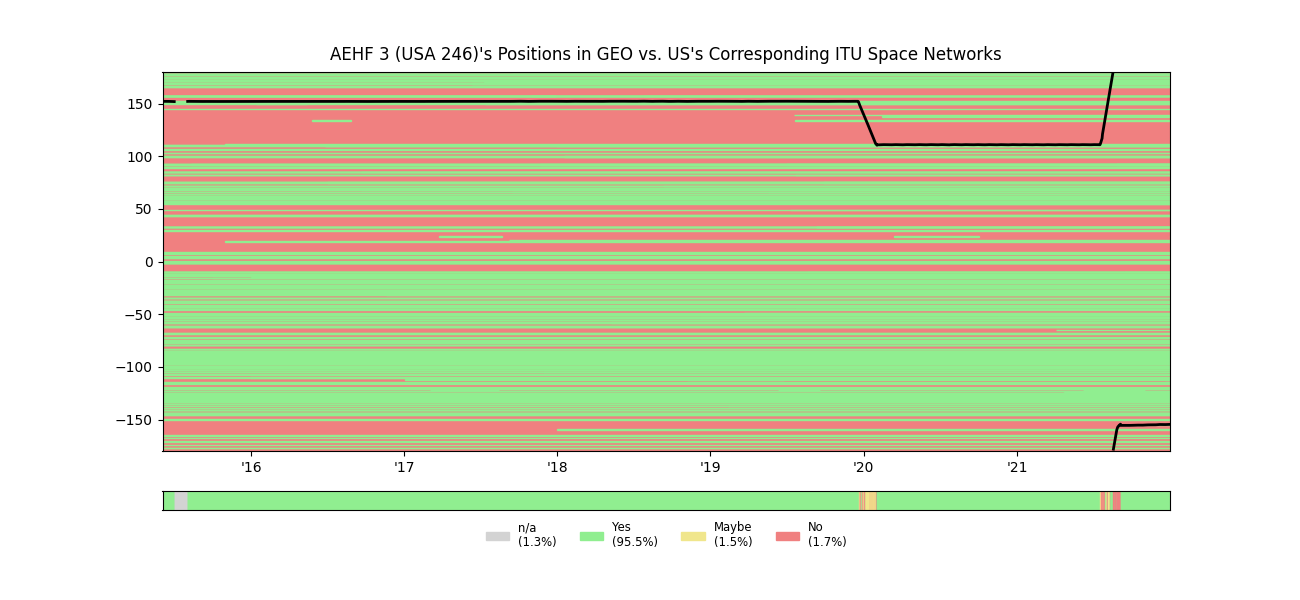 AEHF 3 (USA 246)'s Positions in GEO vs. US's Corresponding ITU Space Networks
150
100
50
0
−50
−100
−150
'16 '17 '18 '19 '20 '21
n/a Yes Maybe No
(1.3%) (95.5%) (1.5%) (1.7%)